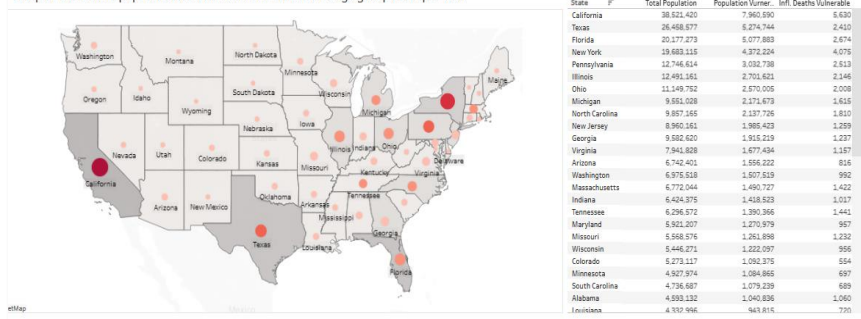 Washington
Montana
North Dakota
Minnesota
Maine
Oregon
Idaho
Wyoming
South Dakota
Wisconsin
Michigan
Nebraska
Iowa
Nevada
Utah
Colorado
Kansas
Missouri
Illinois
Indiana
Ohio
Kentucky
Virginia
Delaware
California
Arizona
New Mexico
Oklahoma
Arkansas
Tennessee
Mississippi
Georgia
Texas
Louisiana
Florida
etMap
State Total Population Population Vurner.. Infl. Deaths Vulnerable
California 38,521,420 7,960,590 5,630
Texas 26,468,577 5,274,744 2,410
Florida 20,177,273 5,077,883 2,674
New York 19,683,115 4,372,224 4,075
Pennsylvania 12,746,614 3,032,738 2,513
Illinois 12,491,161 2,701,621 2,146
Ohio 11,149,752 2,570,005 2,008
Michigan 9,551,028 2,171,673 1,615
North Carolina 9,857,165 2,137,726 1,810
New Jersey 8,960,161 1,985,423 1,259
Georgia 9,582,620 1,915,219 1,237
Virginia 7,941,828 1,677,434 1,157
Arizona 6,742,401 1,556,222 816
Washington 6,975,518 1,507,519 992
Massachusetts 6,772,044 1,490,727 1,422
Indiana 6,424,375 1,418,523 1,017
Tennessee 6,296,572 1,390,366 1,441
Maryland 5,921,207 1,270,979 957
Missouri 5,568,576 1,261,898 1,232
Wisconsin 5,446,271 1,222,097 956
Colorado 5,273,117 1,092,375 554
Minnesota 4,927,974 1,084,865 697
South Carolina 4,736,687 1,079,239 689
Alabama 4,593,132 1,040,836 1,060
Louisiana 4,332,996 943,815 720